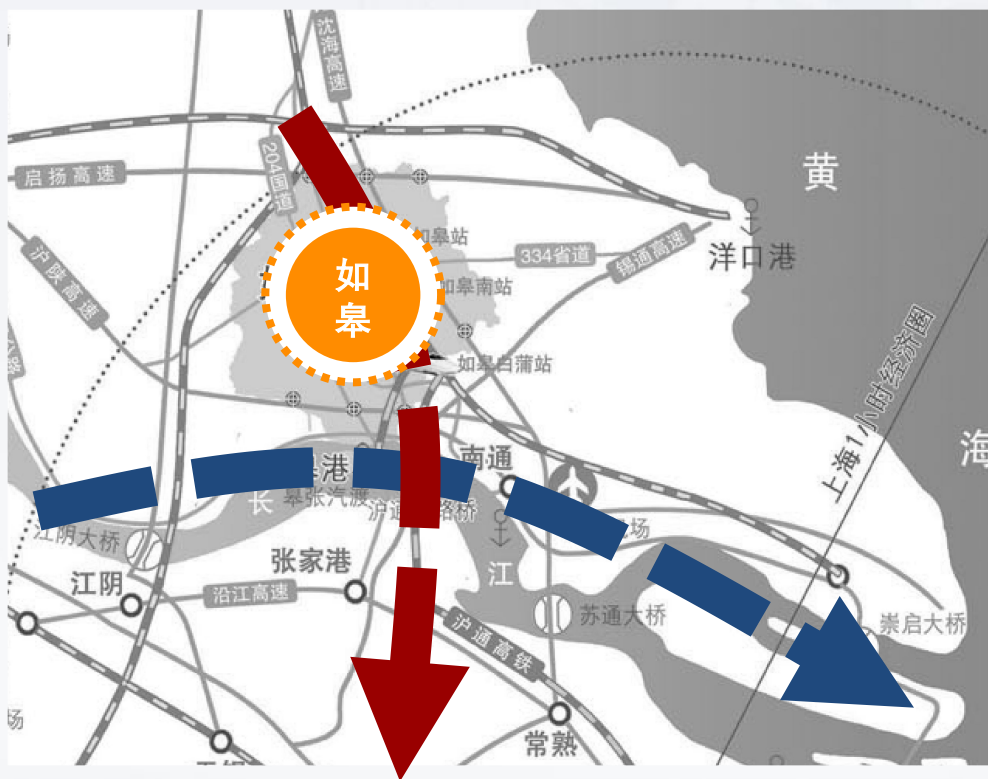 沈海高速
黄
启扬高速
204国道
如皋站
334省道
锡通高速
洋口港
沪陕高速
如皋
如皋南站
如皋白蒲站
上海1小时经济圈
海
港
南通
长
皋张汽渡
沪通
路桥
江阴大桥
场
张家港
江
江阴
沿江高速
苏通大桥
崇启大桥
沪通高铁
场
常熟